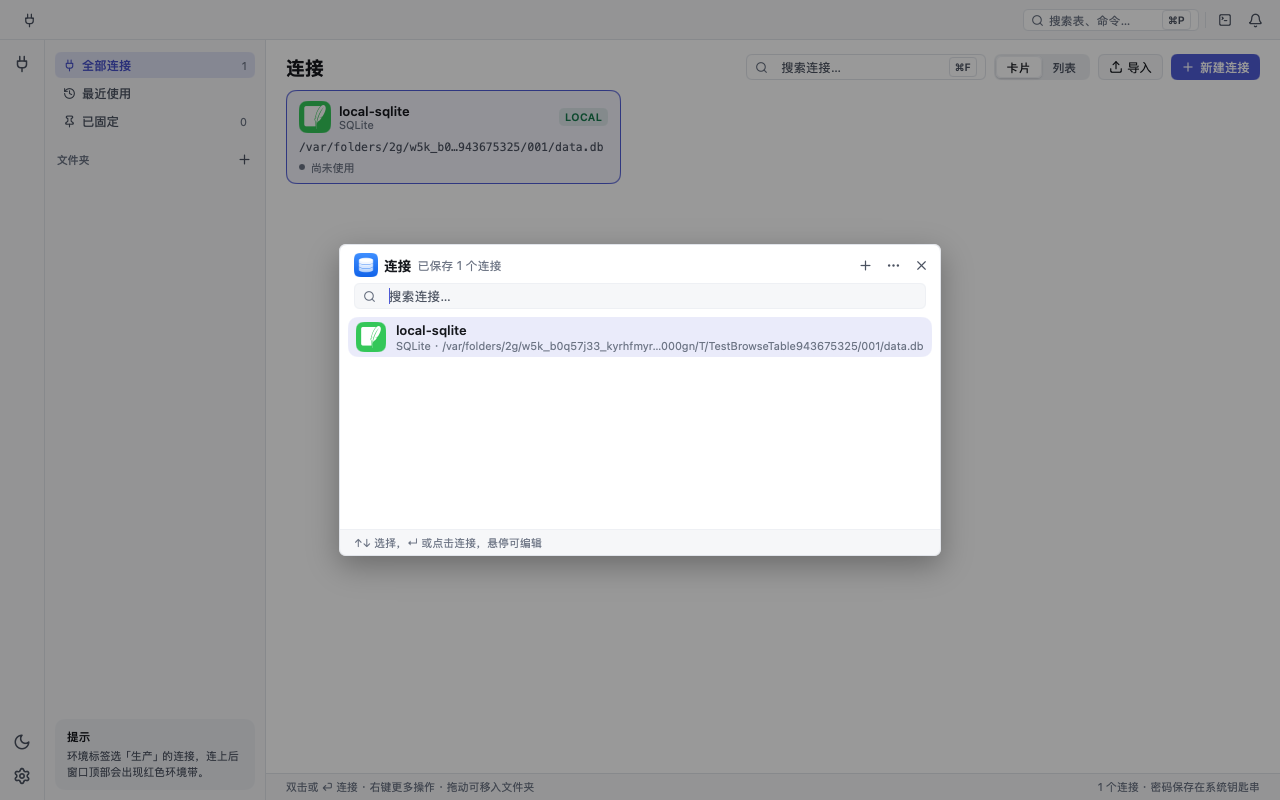 搜索表、命令… ⌘P
全部连接 1
最近使用
已固定 0
文件夹
提示
环境标签选「生产」的连接，连上后
窗口顶部会出现红色环境带。
连接
搜索连接... ⌘F
卡片 列表 导入 新建连接
local-sqlite
SQLite
LOCAL
/var/folders/2g/w5k_b0…943675325/001/data.db
尚未使用
连接 已保存 1 个连接
搜索连接...
local-sqlite
SQLite · /var/folders/2g/w5k_b0q57j33_kyrhfmyr...000gn/T/TestBrowseTable943675325/001/data.db
↑↓ 选择，↵ 或点击连接，悬停可编辑
双击或 ⏎ 连接 · 右键更多操作 · 拖动可移入文件夹
1 个连接 · 密码保存在系统钥匙串